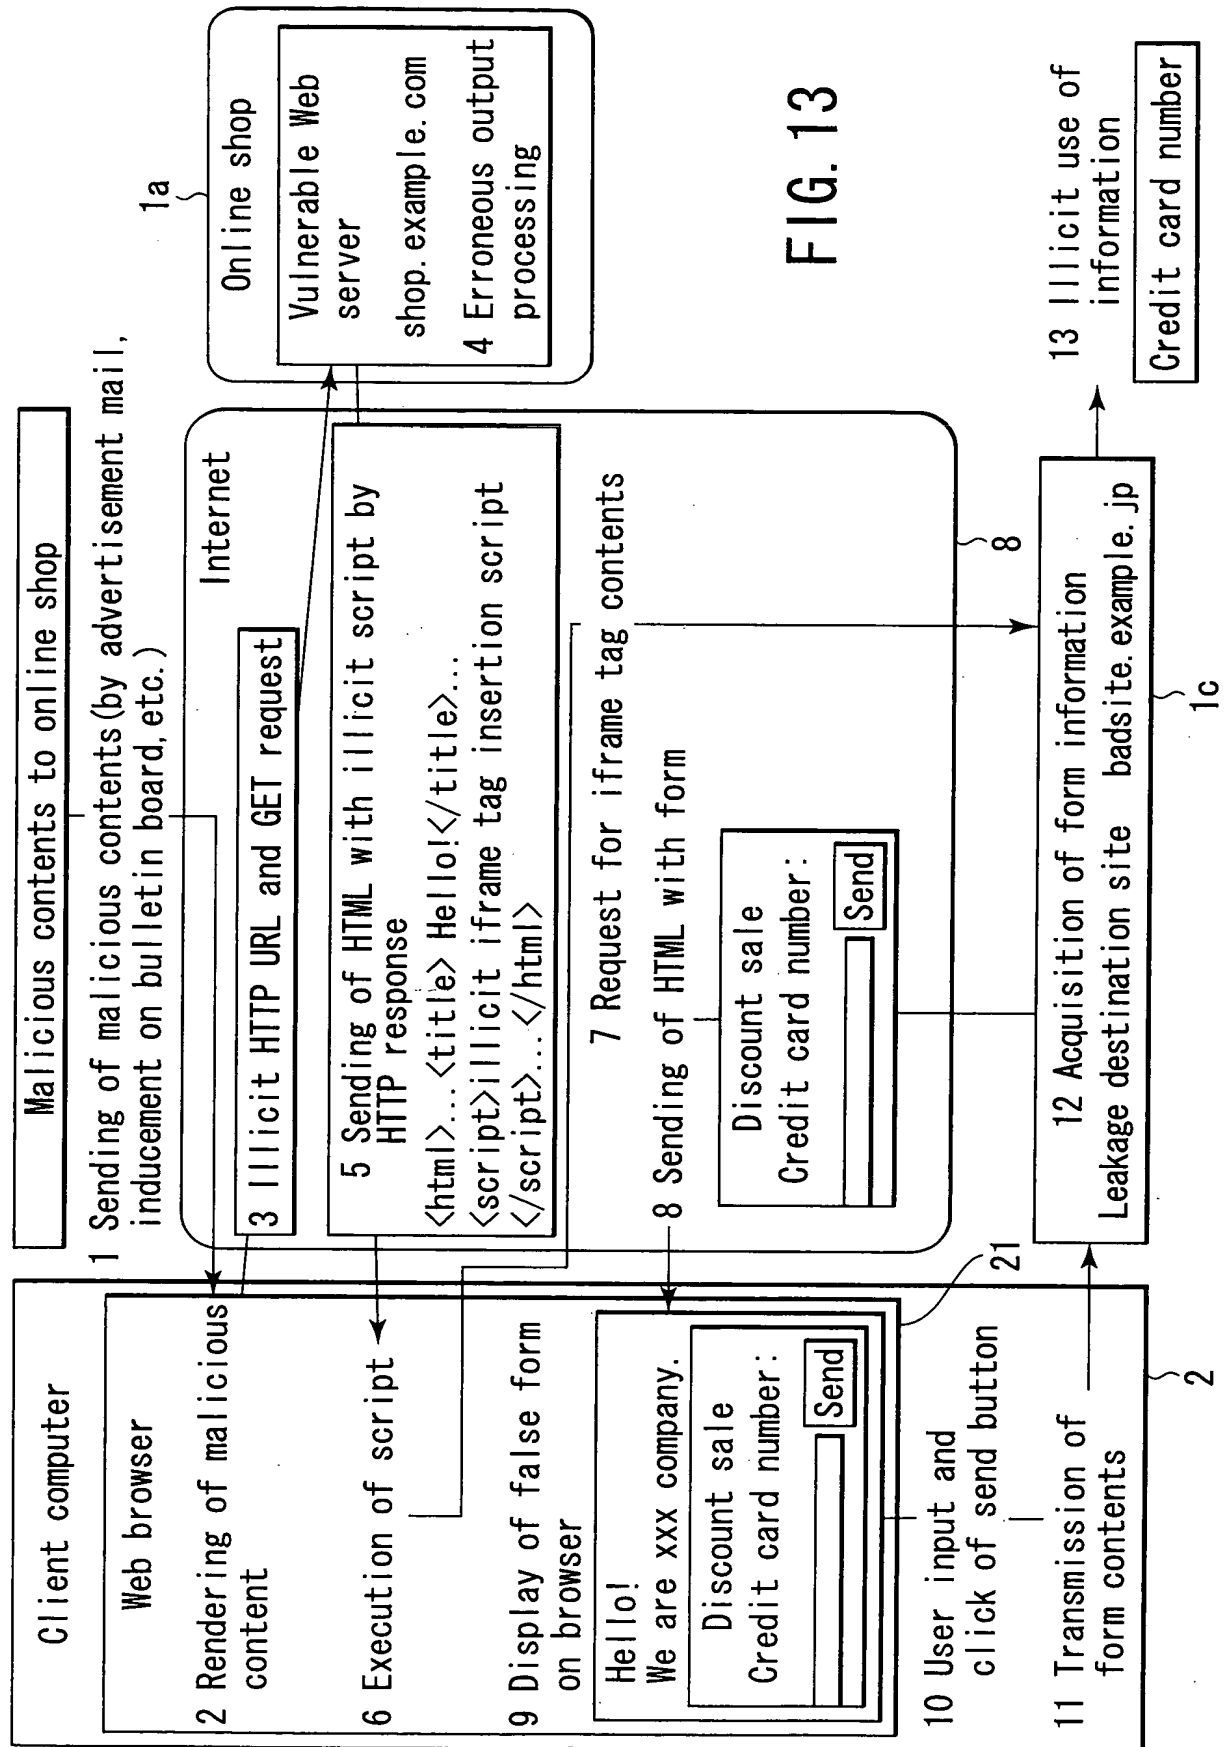 Malicious contents to online shop
1 Sending of malicious contents(by advertisement mail,
inducement on bulletin board,etc.)
Client computer
Web browser
2 Rendering of malicious
content
6 Execution of script
9 Display of false form
on browser
Hello!
We are xxx company.
Discount sale
Credit card number:
Send
21
10 User input and
click of send button
11 Transmission of
form contents
2
Internet
3 Illicit HTTP URL and GET request
5 Sending of HTML with illicit script by
HTTP response
<html>...<title> Hello!</title>...
<script>illicit iframe tag insertion script
</script>...</html>
7 Request for iframe tag contents
8 Sending of HTML with form
Discount sale
Credit card number:
Send
8
1a
Online shop
Vulnerable Web
server
shop.example.com
4 Erroneous output
processing
12 Acquisition of form information
Leakage destination site badsite.example.jp
1c
13 Illicit use of
information
Credit card number
FIG. 13